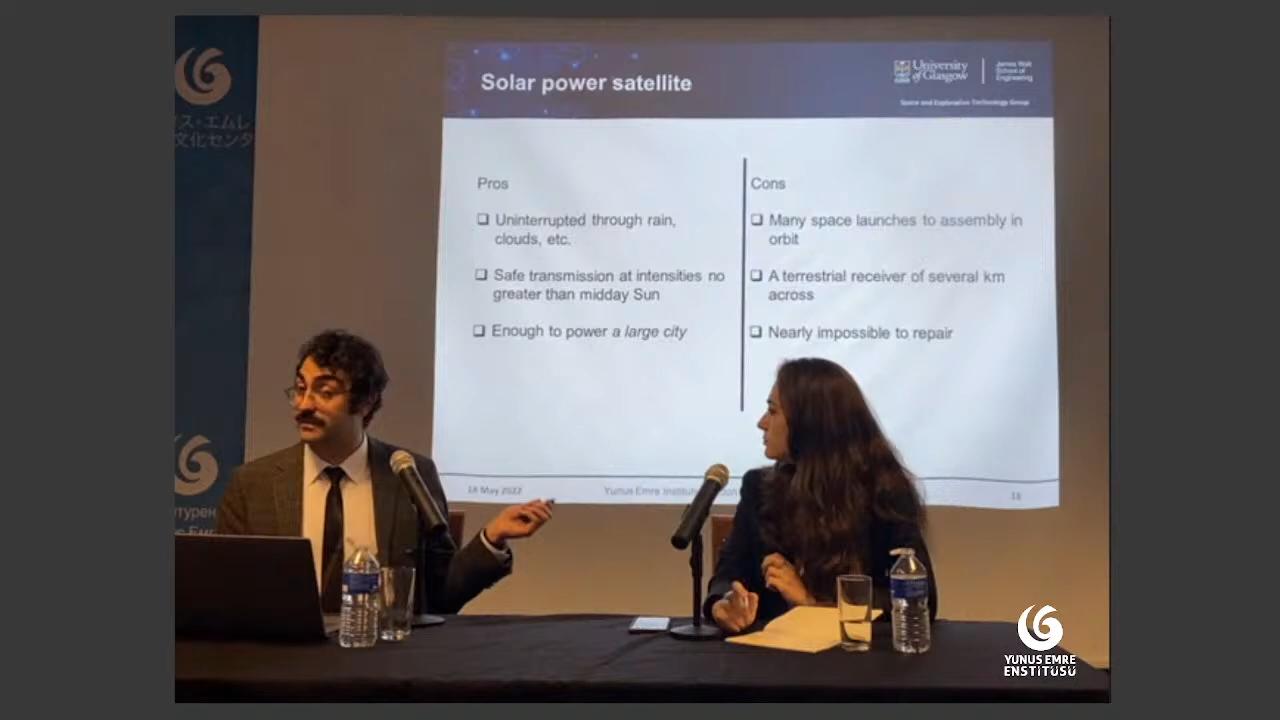 Solar power satellite
University
of Glasgow
James Watt
School of
Engineering
Space and Exploration Technology Group
Pros
❑ Uninterrupted through rain,
clouds, etc.
❑ Safe transmission at intensities no
greater than midday Sun
❑ Enough to power a large city
Cons
❑ Many space launches to assembly in
orbit
❑ A terrestrial receiver of several km
across
❑ Nearly impossible to repair
18 May 2022
Yunus Emre Institute
ス・エムレ
文化センタ
YUNUS EMRE
ENSTİTÜSÜ